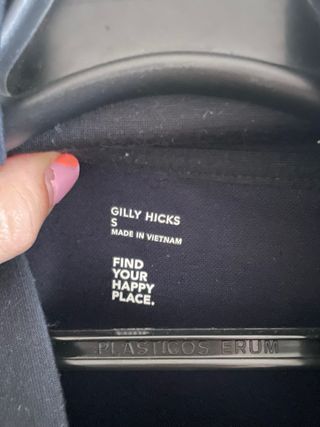 GILLY HICKS
S
MADE IN VIETNAM
FIND
YOUR
HAPPY
PLACE.
PLASTICOS ERUM